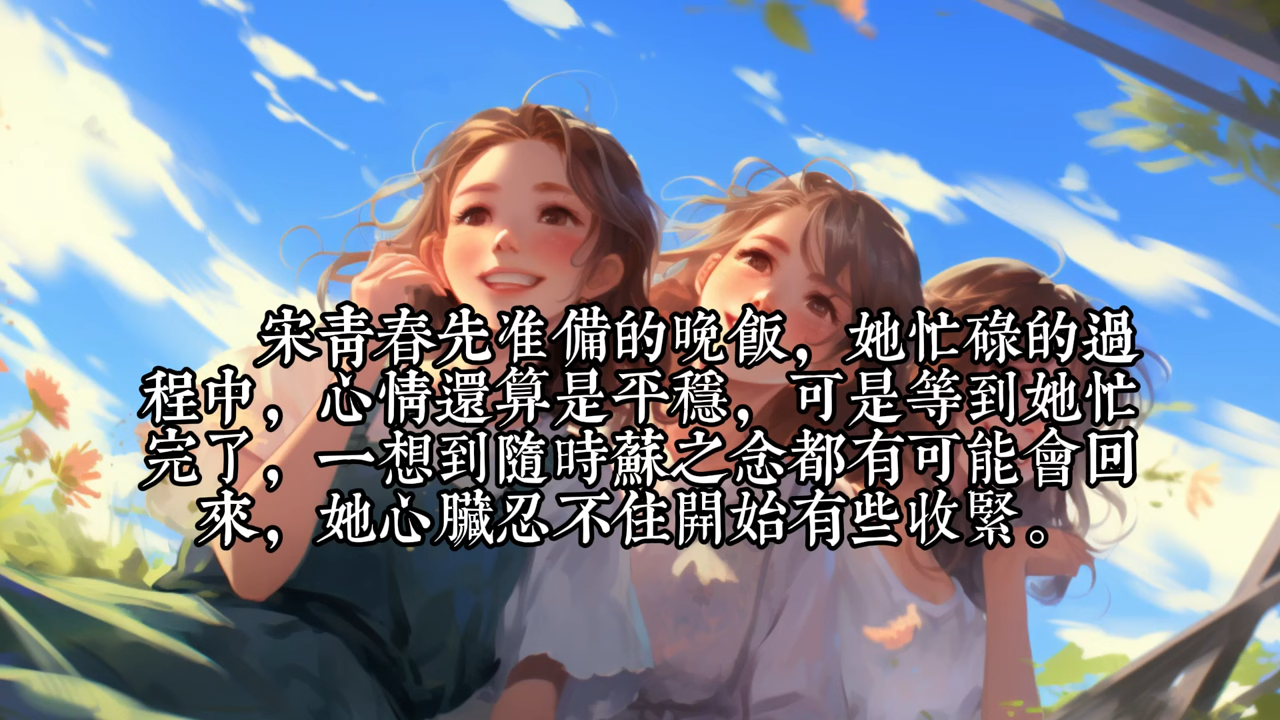 宋青春先准備的晚飯，她忙碌的過
程中，心情還算是平穩，可是等到她忙
完了，一想到隨時蘇之念都有可能會回
來，她心臟忍不住開始有些收緊。